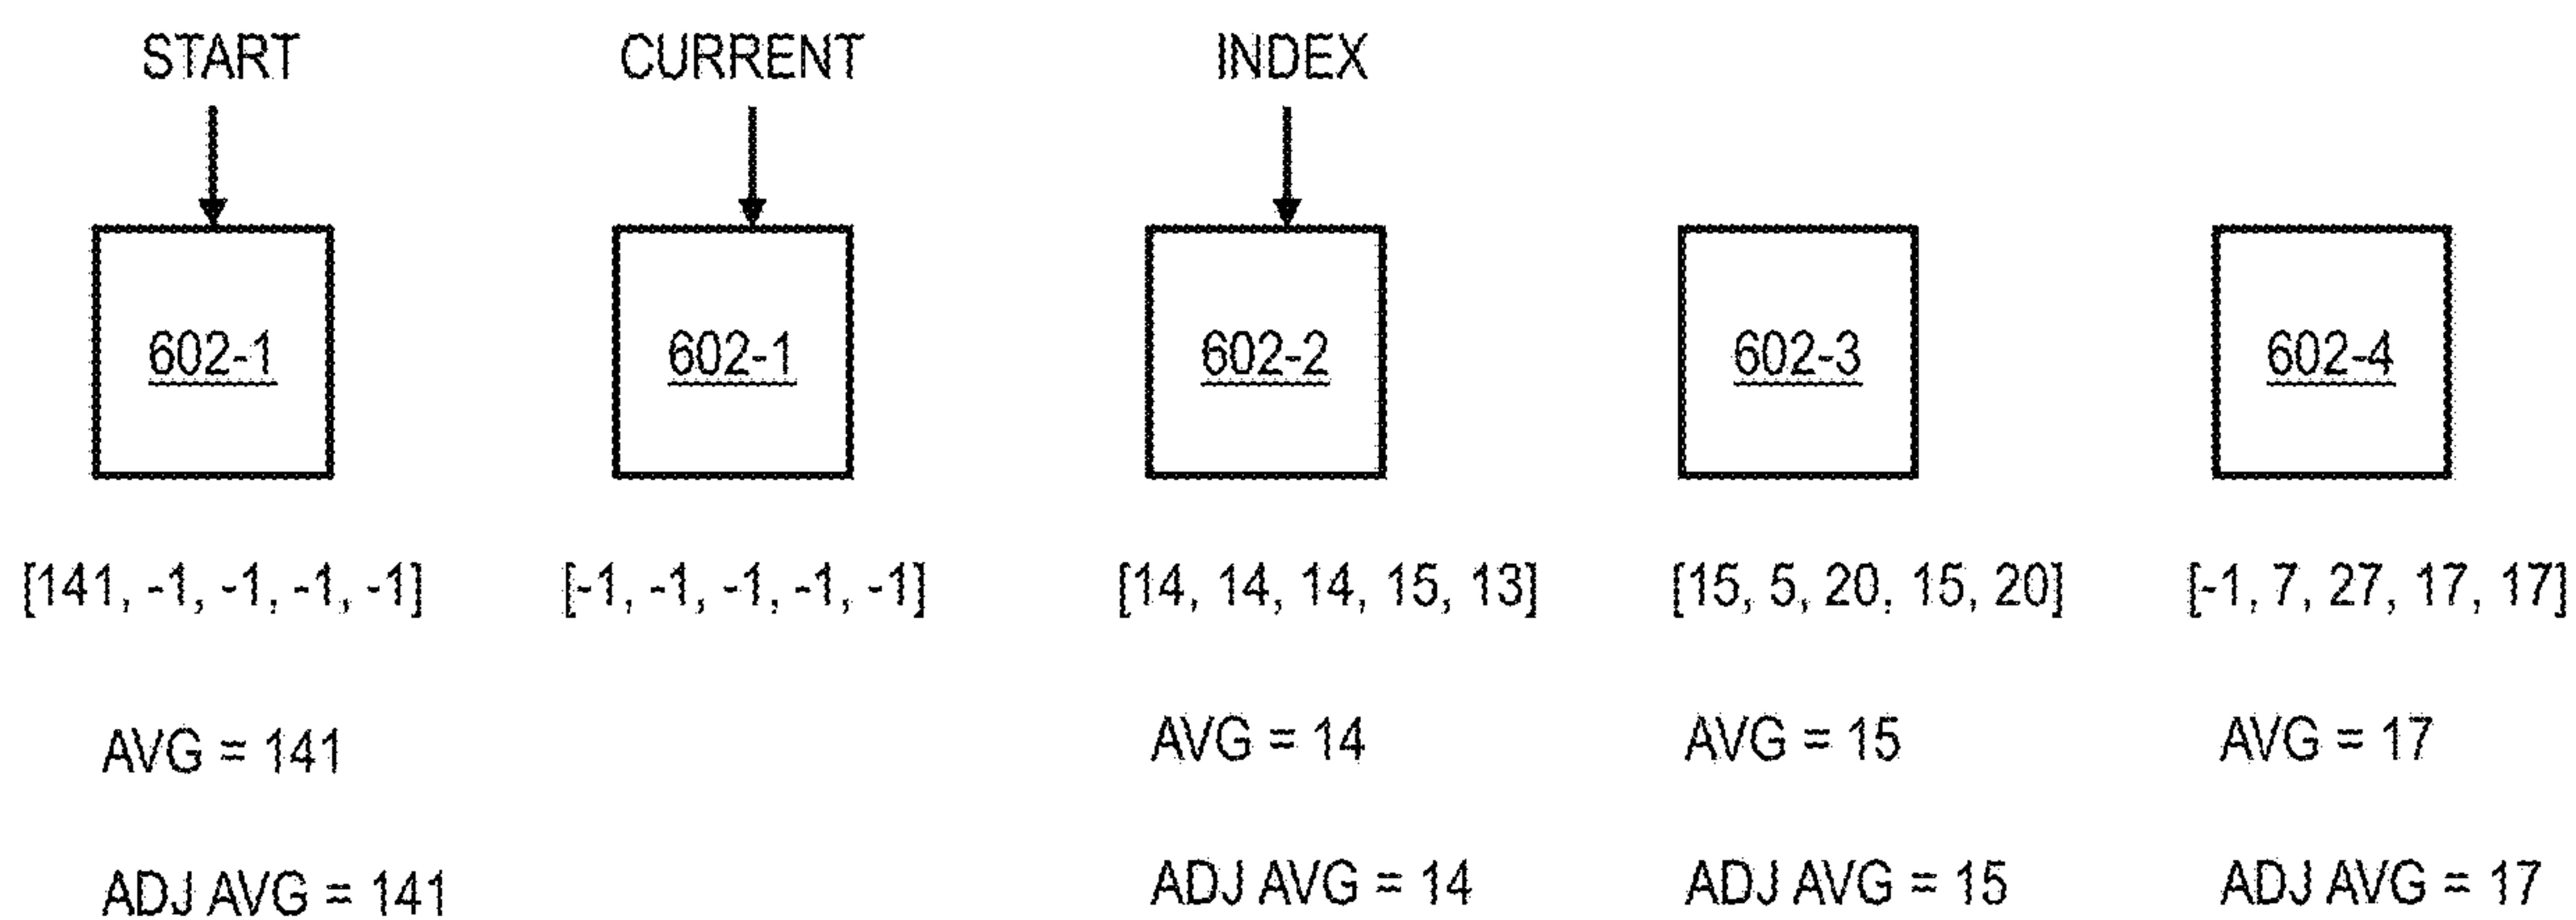 START CURRENT INDEX
602-1 602-1 602-2 602-3 602-4
[141, -1, -1, -1, -1] [-1, -1, -1, -1, -1] [14, 14, 14, 15, 13] [15, 5, 20, 15, 20] [-1, 7, 27, 17, 17]
AVG = 141 AVG = 14 AVG = 15 AVG = 17
ADJ AVG = 141 ADJ AVG = 14 ADJ AVG = 15 ADJ AVG = 17